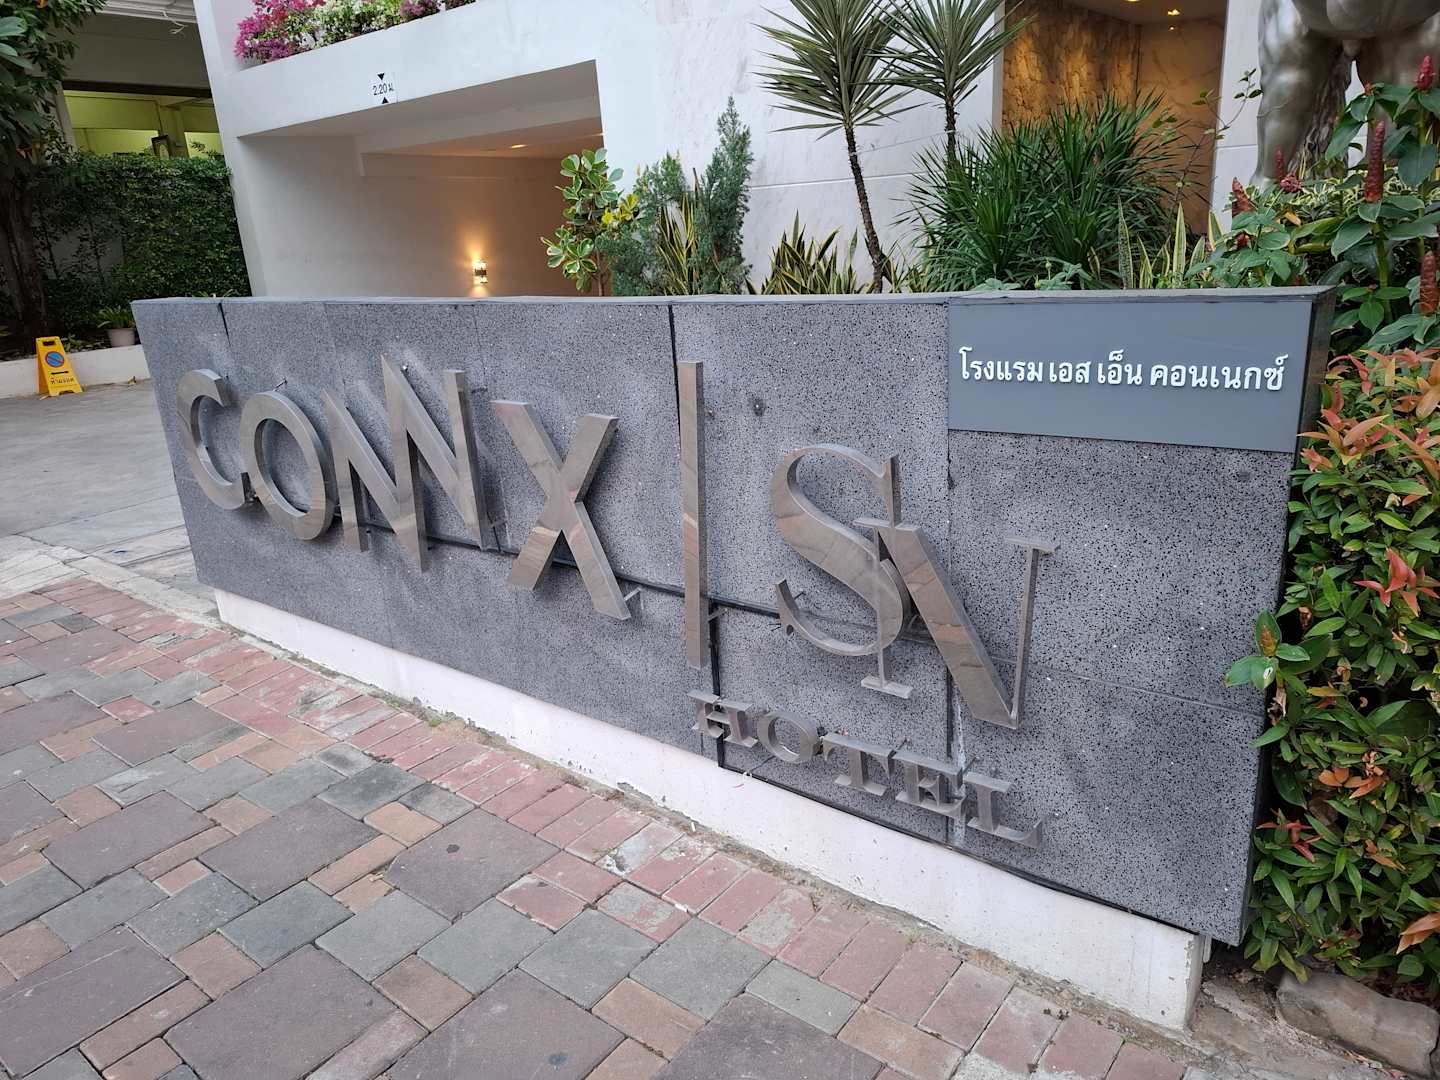 2.20 ม.
โรงแรม เอส เอ็น คอนเนกซ์
CONNX | SN
HOTEL
ห้ามจอด